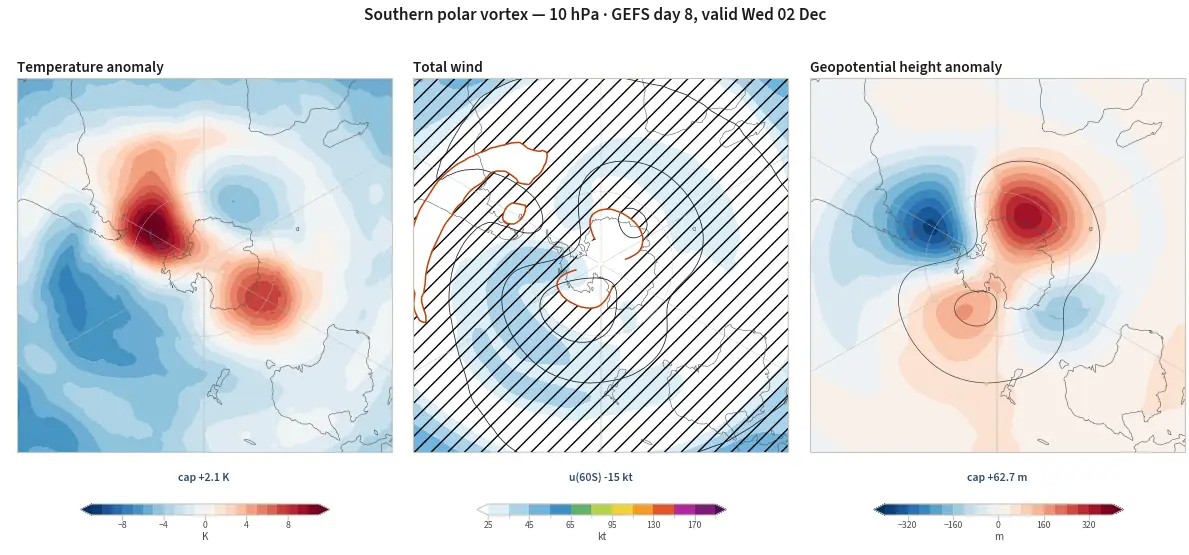 Southern polar vortex — 10 hPa · GEFS day 8, valid Wed 02 Dec
Temperature anomaly
Total wind
Geopotential height anomaly
cap +2.1 K
u(60S) -15 kt
cap +62.7 m
−8 −4 0 4 8
K
25 45 65 95 130 170
kt
−320 −160 0 160 320
m